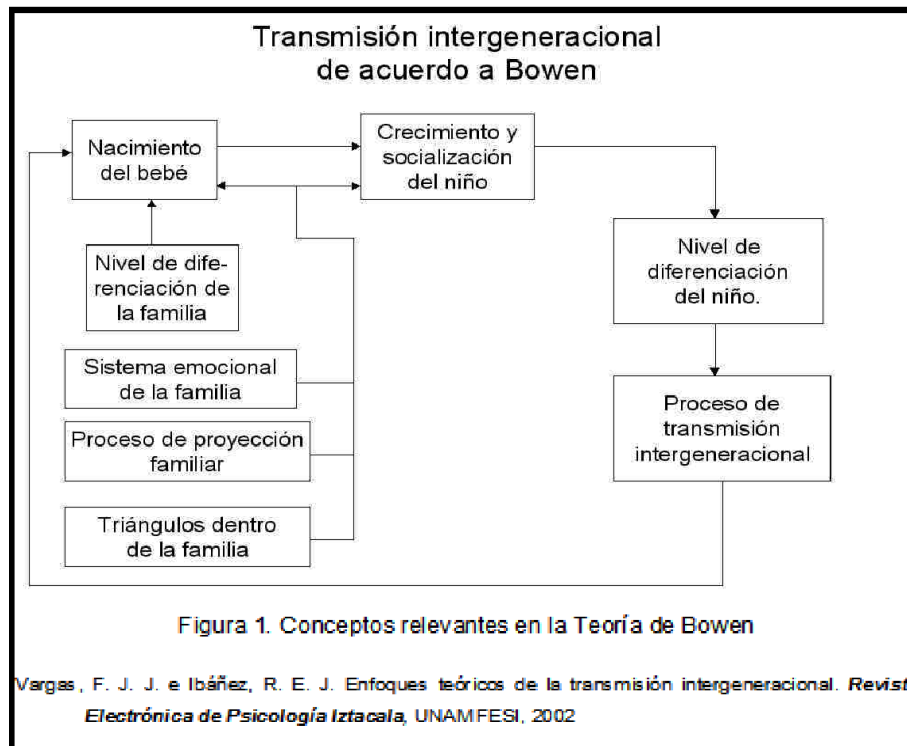 Transmisión intergeneracional
de acuerdo a Bowen
Nacimiento
del bebé
Crecimiento y
socialización
del niño
Nivel de dife-
renciación de
la familia
Nivel de
diferenciación
del niño.
Sistema emocional
de la familia
Proceso de
transmisión
intergeneracional
Proceso de proyección
familiar
Triángulos dentro
de la familia
Figura 1. Conceptos relevantes en la Teoría de Bowen
Vargas, F. J. J. e Ibáñez, R. E. J. Enfoques teóricos de la transmisión intergeneracional. Revist
Electrónica de Psicología Iztacala, UNAMFESI, 2002